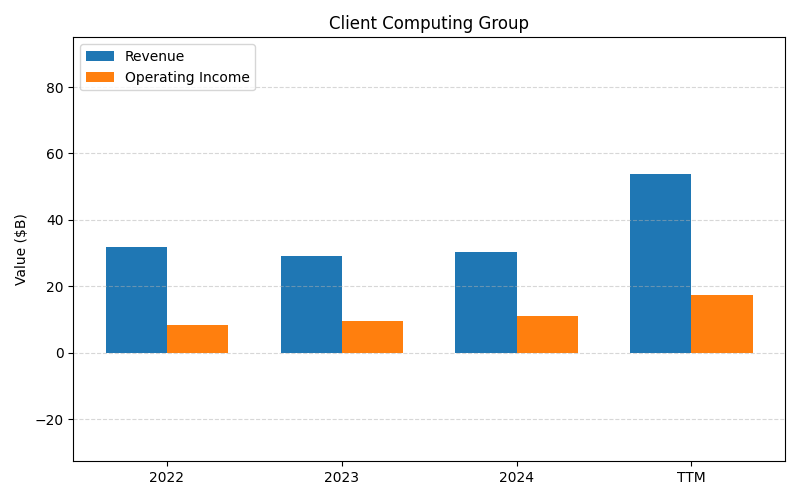 Client Computing Group
Revenue
Operating Income
Value ($B)
80
60
40
20
0
−20
2022 2023 2024 TTM